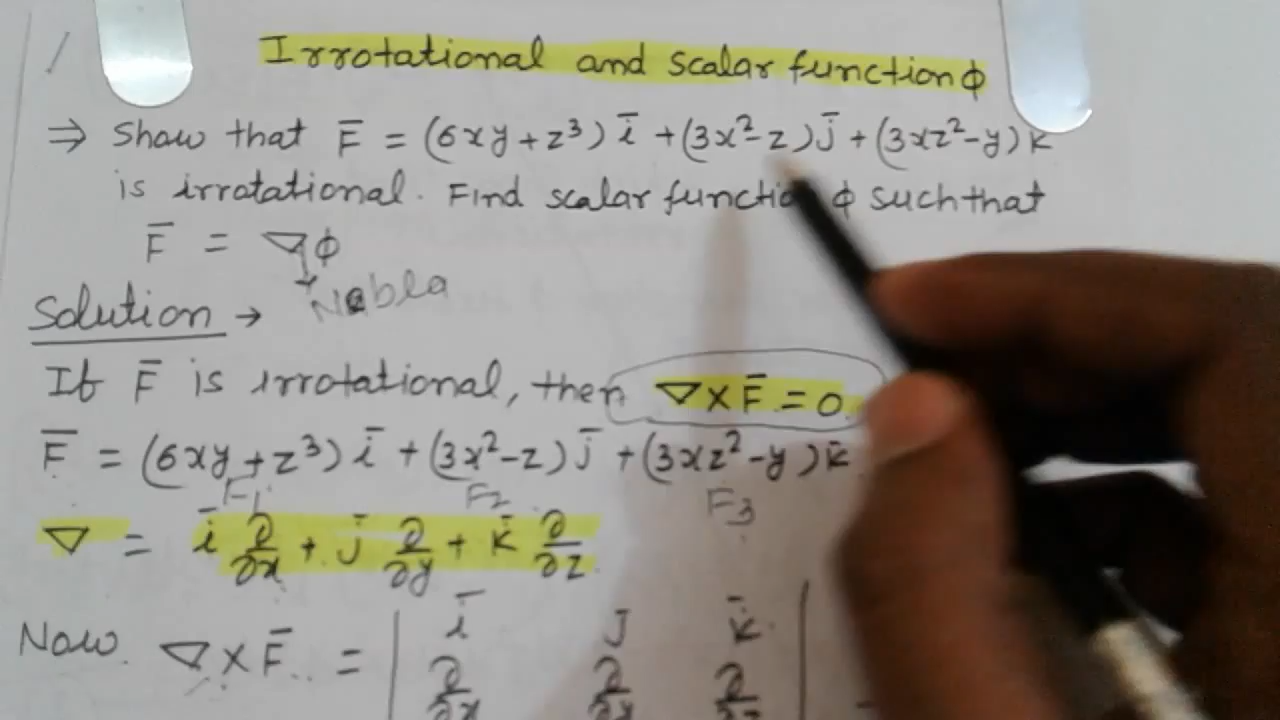 Irrotational and scalar function ϕ
⇒ Show that F̄ = (6xy + z³) ī + (3x² - z) j̄ + (3xz² - y) k
is irrotational. Find scalar function ϕ such that
F̄ = ∇ϕ
Nabla
Solution →
If F̄ is irrotational, then ∇ × F̄ = 0.
F̄ = (6xy + z³) ī + (3x² - z) j̄ + (3xz² - y) k̄
F1 F2 F3
∇ = ī ∂/∂x + j̄ ∂/∂y + k̄ ∂/∂z
Now. ∇ × F̄ = | ī j k̄ |
∂/∂x ∂/∂y ∂/∂z